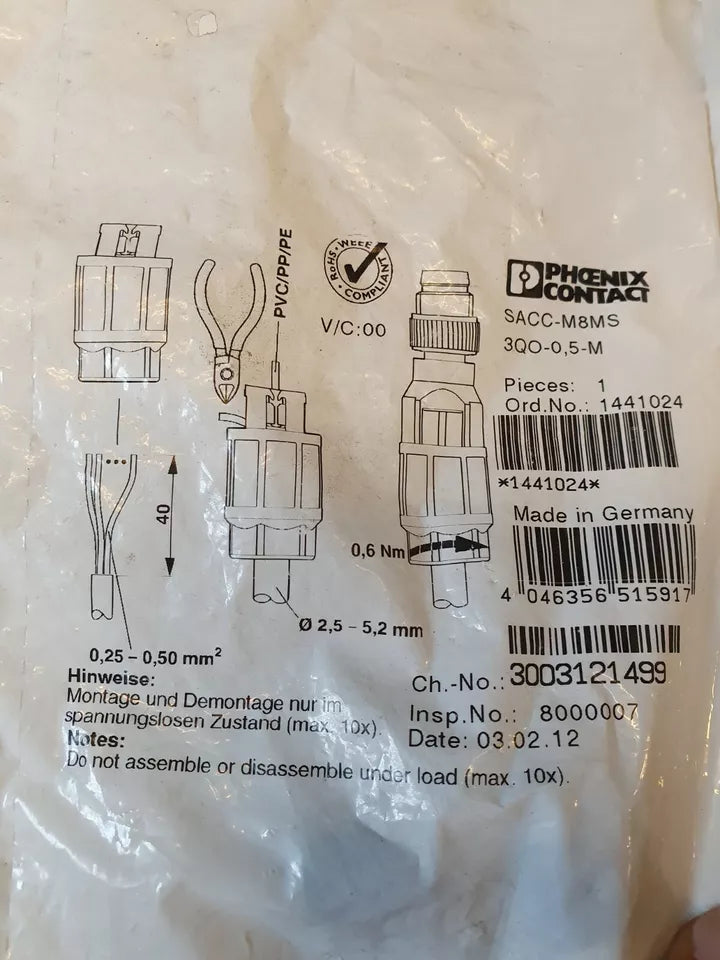 PVC/PP/PE
RoHS · WEEE
COMPLIANT
V/C:00
PHŒNIX
CONTACT
SACC-M8MS
3QO-0,5-M
Pieces: 1
Ord.No.: 1441024
*1441024*
Made in Germany
4 046356 515917
40
0,6 Nm
Ø 2,5 – 5,2 mm
0,25 – 0,50 mm²
Ch.-No.: 3003121499
Insp.No.: 8000007
Date: 03.02.12
Hinweise:
Montage und Demontage nur im
spannungslosen Zustand (max. 10x).
Notes:
Do not assemble or disassemble under load (max. 10x).